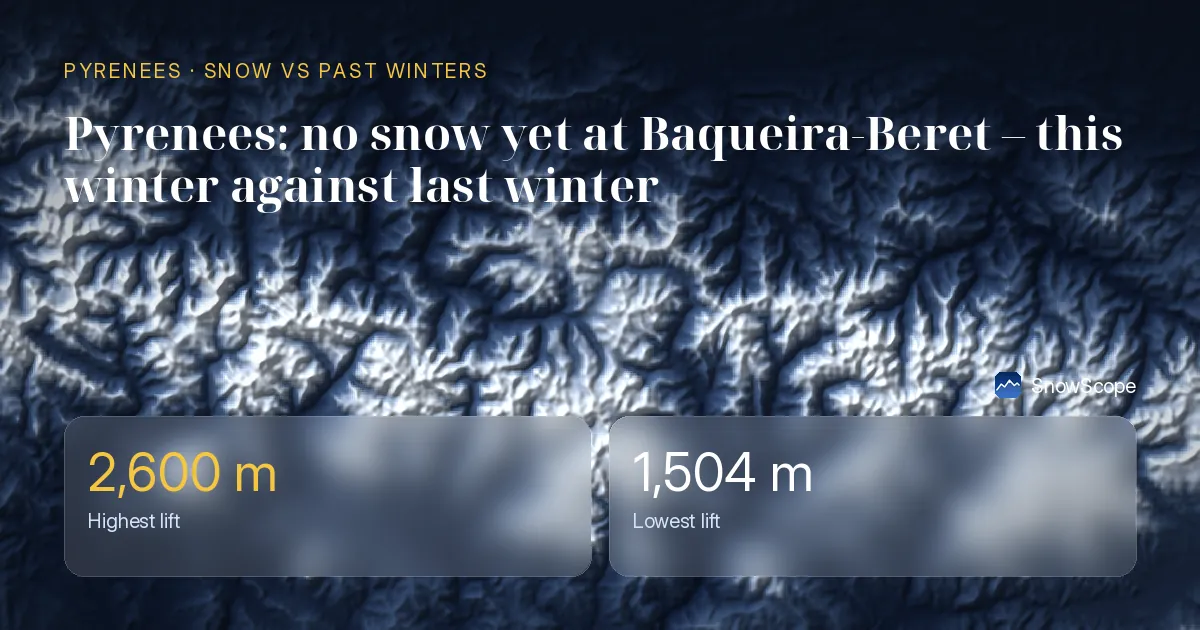 PYRENEES · SNOW VS PAST WINTERS
Pyrenees: no snow yet at Baqueira-Beret – this
winter against last winter
SnowScope
2,600 m
Highest lift
1,504 m
Lowest lift